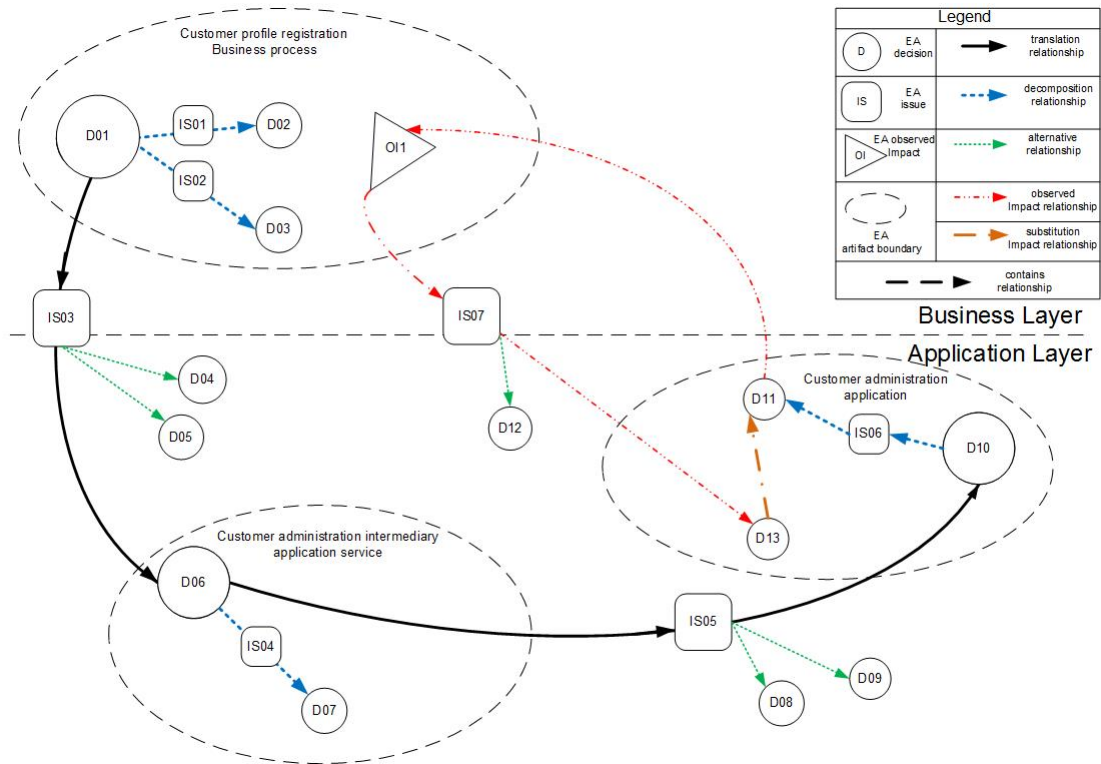 Customer profile registration
Business process
D01
IS01
D02
IS02
D03
OI1
IS03
IS07
Legend
D
EA
decision
translation
relationship
IS
EA
issue
decomposition
relationship
OI
EA observed
Impact
alternative
relationship
EA
artifact boundary
observed
Impact relationship
substitution
Impact relationship
contains
relationship
Business Layer
Application Layer
D04
D05
D12
Customer administration
application
D11
IS06
D10
D13
Customer administration intermediary
application service
D06
IS04
D07
IS05
D08
D09